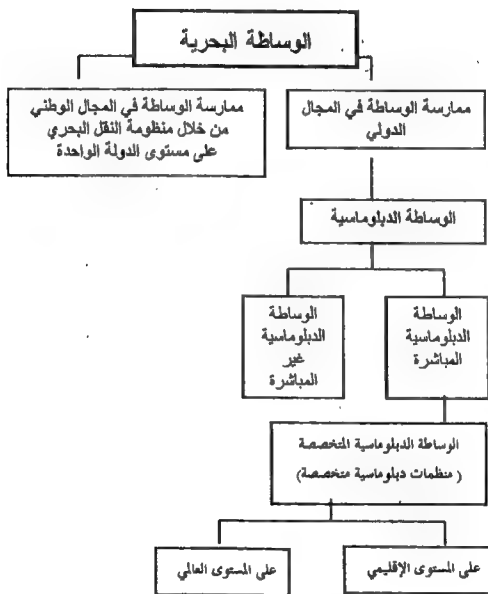 الوساطة البحرية
ممارسة الوساطة في المجال
الدولي
ممارسة الوساطة في المجال الوطني
من خلال منظومة النقل البحري
على مستوى الدولة الواحدة
الوساطة الدبلوماسية
الوساطة
الدبلوماسية
المباشرة
الوساطة
الدبلوماسية
غير
المباشرة
الوساطة الدبلوماسية المتخصصة
( منظمات دبلوماسية متخصصة)
على المستوى الإقليمي
على المستوى العالمي